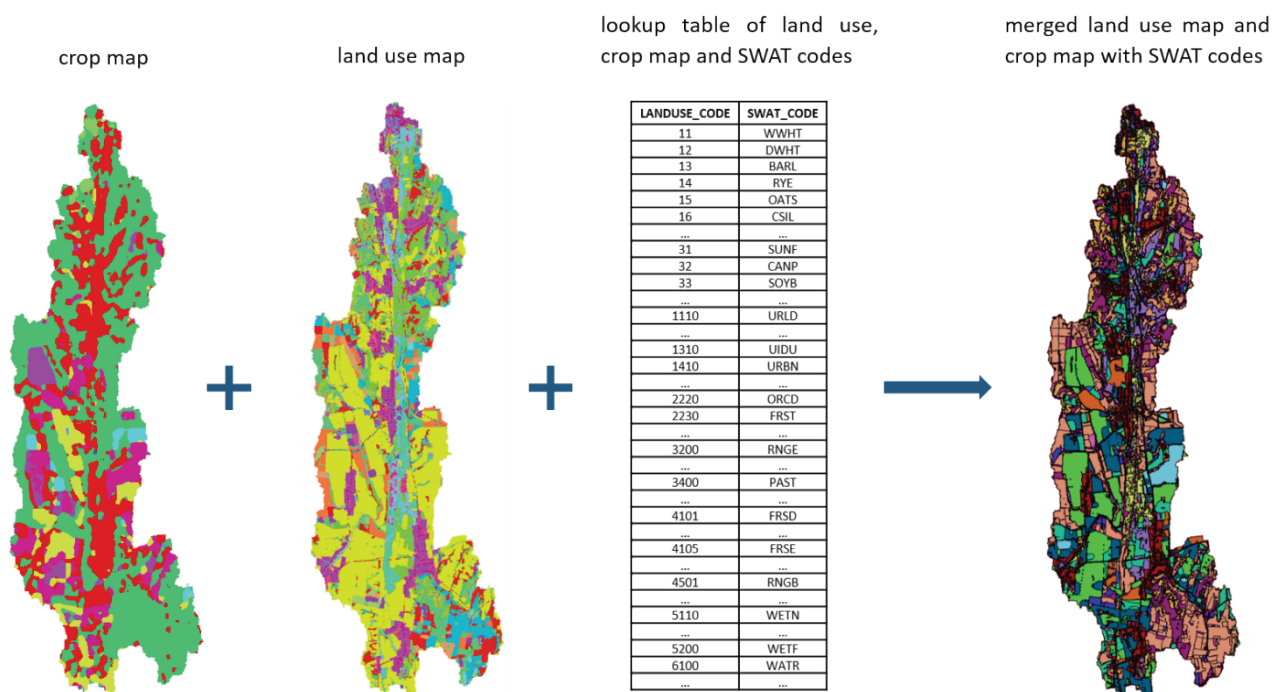 crop map
land use map
lookup table of land use,
crop map and SWAT codes
merged land use map and
crop map with SWAT codes
LANDUSE_CODE SWAT_CODE
11 WWHT
12 DWHT
13 BARL
14 RYE
15 OATS
16 CSIL
... ...
31 SUNF
32 CANP
33 SOYB
... ...
1110 URLD
... ...
1310 UIDU
1410 URBN
... ...
2220 ORCD
2230 FRST
... ...
3200 RNGE
... ...
3400 PAST
... ...
4101 FRSD
... ...
4105 FRSE
... ...
4501 RNGB
... ...
5110 WETN
... ...
5200 WETF
6100 WATR
... ...